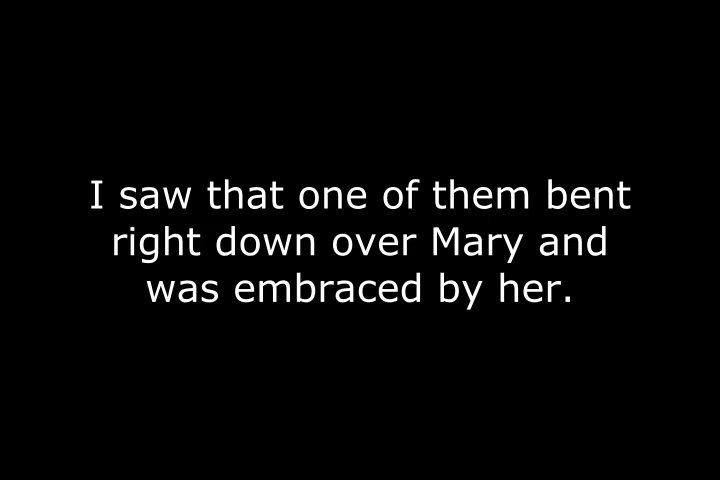 I saw that one of them bent
right down over Mary and
was embraced by her.